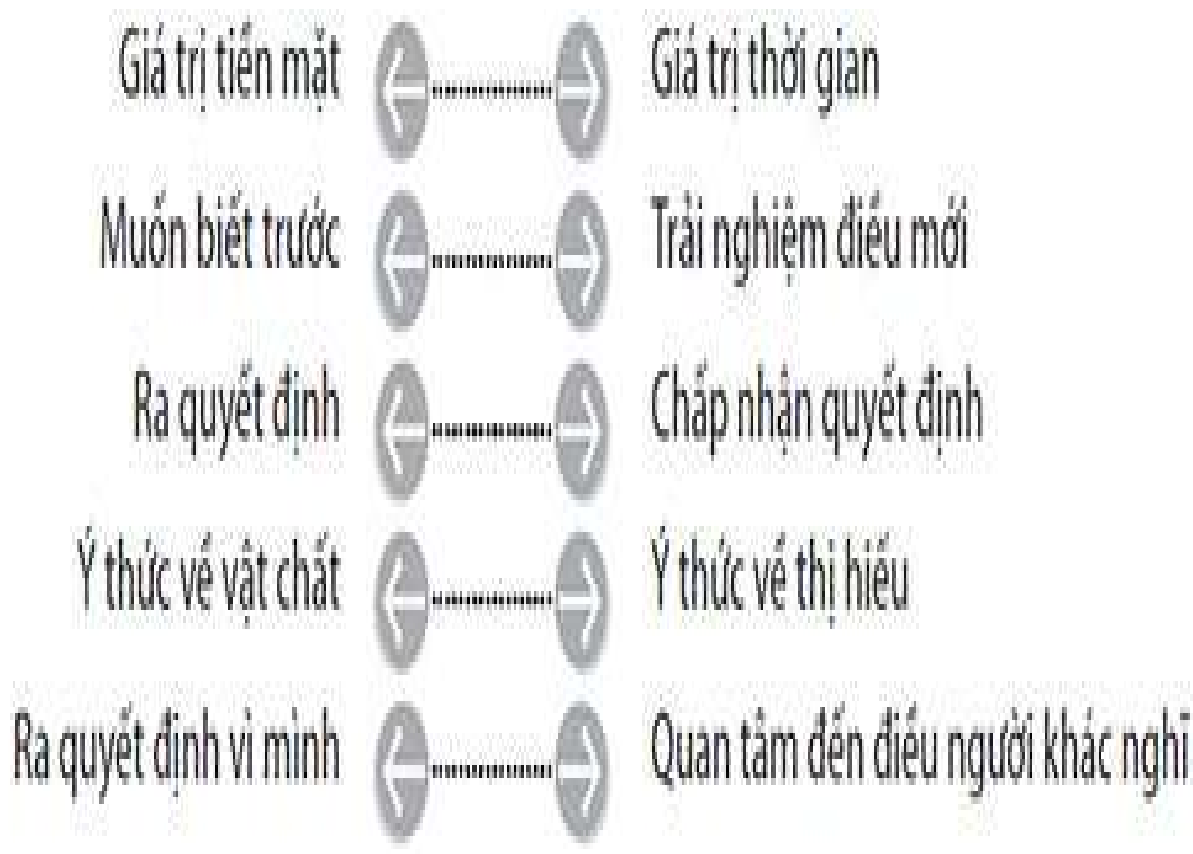 Giá trị tiền mặt Giá trị thời gian
Muốn biết trước Trải nghiệm điều mới
Ra quyết định Chấp nhận quyết định
Ý thức về vật chất Ý thức về thị hiếu
Ra quyết định vì mình Quan tâm đến điều người khác nghĩ